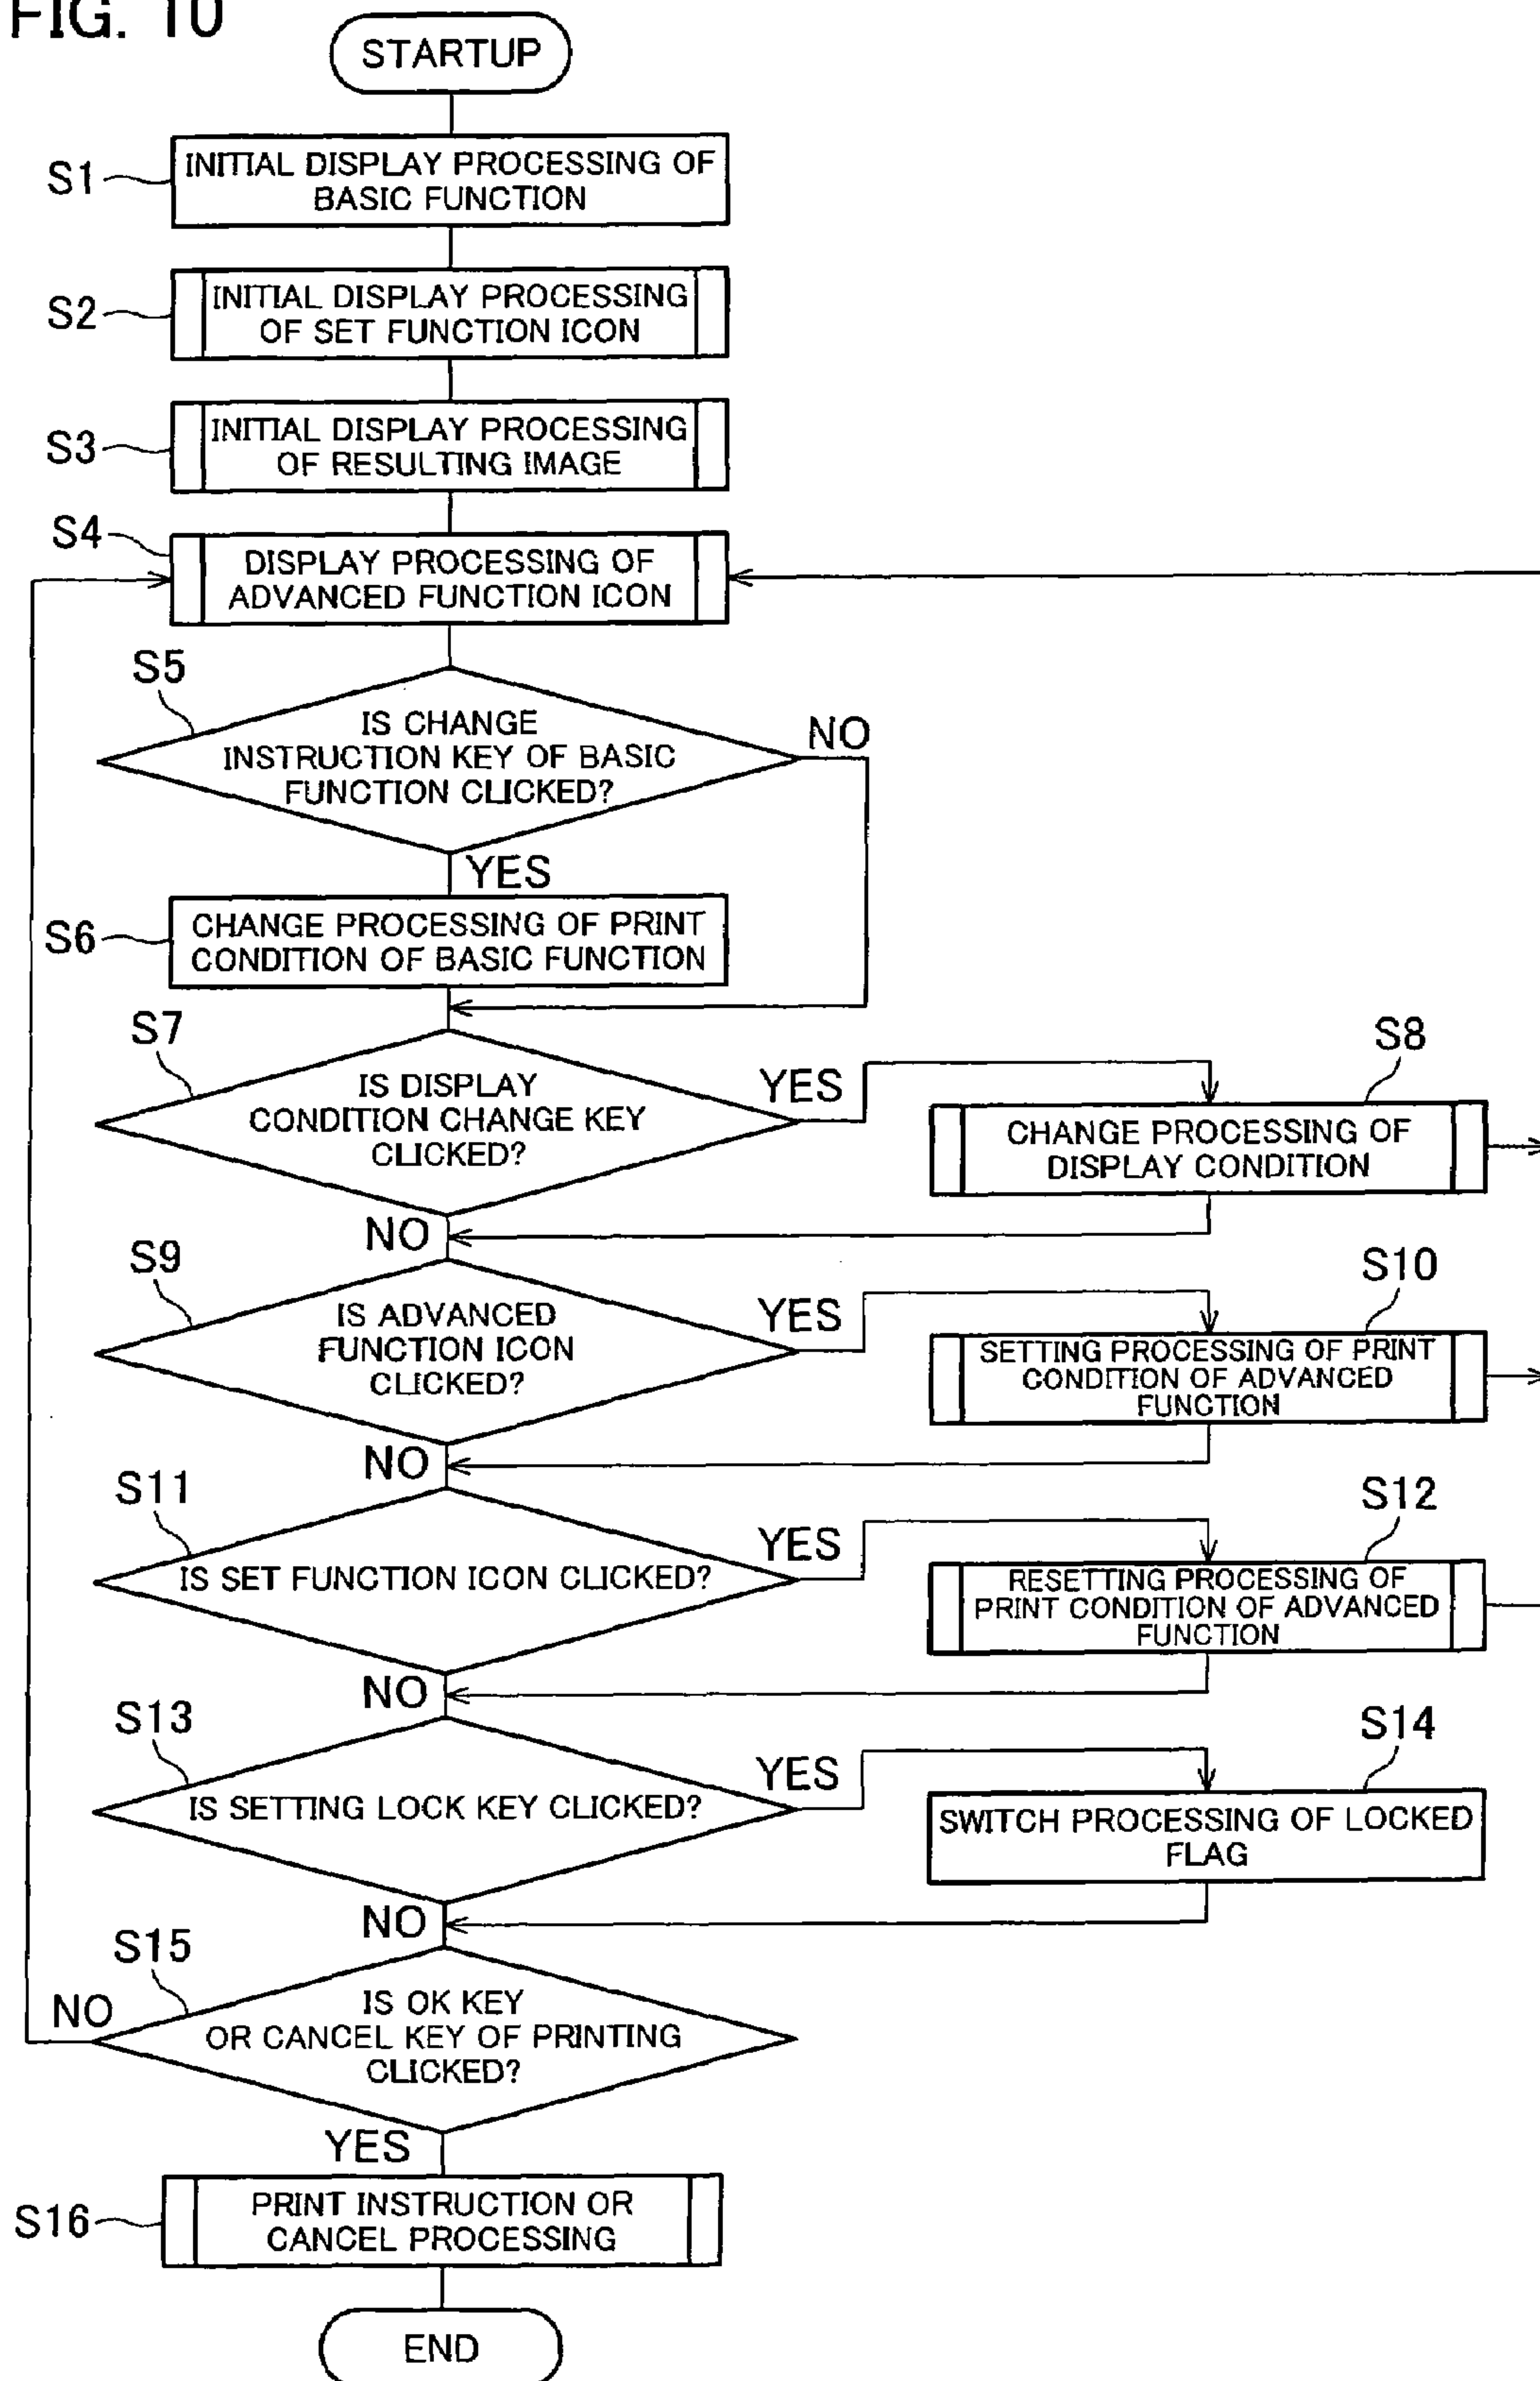 FIG. 10
STARTUP
S1
INITIAL DISPLAY PROCESSING OF
BASIC FUNCTION
S2
INITIAL DISPLAY PROCESSING
OF SET FUNCTION ICON
S3
INITIAL DISPLAY PROCESSING
OF RESULTING IMAGE
S4
DISPLAY PROCESSING OF
ADVANCED FUNCTION ICON
S5
IS CHANGE
INSTRUCTION KEY OF BASIC
FUNCTION CLICKED?
NO
YES
S6
CHANGE PROCESSING OF PRINT
CONDITION OF BASIC FUNCTION
S7
IS DISPLAY
CONDITION CHANGE KEY
CLICKED?
YES
S8
CHANGE PROCESSING OF
DISPLAY CONDITION
NO
S9
IS ADVANCED
FUNCTION ICON
CLICKED?
YES
S10
SETTING PROCESSING OF PRINT
CONDITION OF ADVANCED
FUNCTION
NO
S11
IS SET FUNCTION ICON CLICKED?
YES
S12
RESETTING PROCESSING OF
PRINT CONDITION OF ADVANCED
FUNCTION
NO
S13
IS SETTING LOCK KEY CLICKED?
YES
S14
SWITCH PROCESSING OF LOCKED
FLAG
NO
S15
IS OK KEY
OR CANCEL KEY OF PRINTING
CLICKED?
NO
YES
S16
PRINT INSTRUCTION OR
CANCEL PROCESSING
END